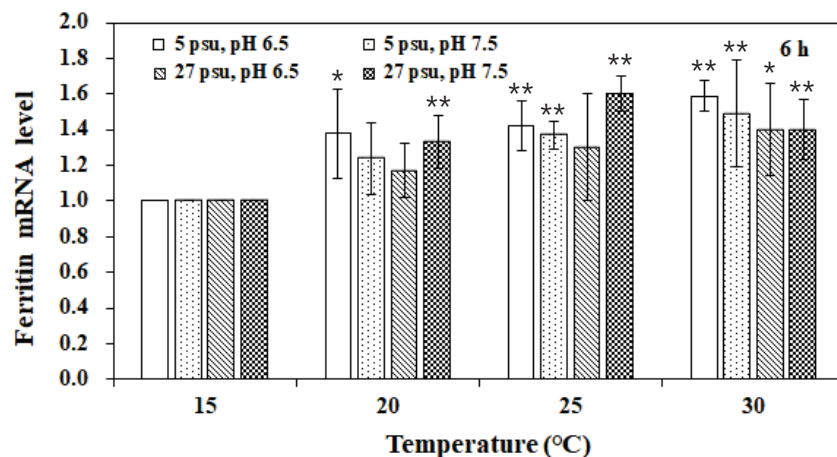 2.0
1.8
1.6
1.4
1.2
1.0
0.8
0.6
0.4
0.2
0.0
Ferritin mRNA level
5 psu, pH 6.5 5 psu, pH 7.5
27 psu, pH 6.5 27 psu, pH 7.5
6 h
* **
** ** **
** ** * **
15 20 25 30
Temperature (°C)